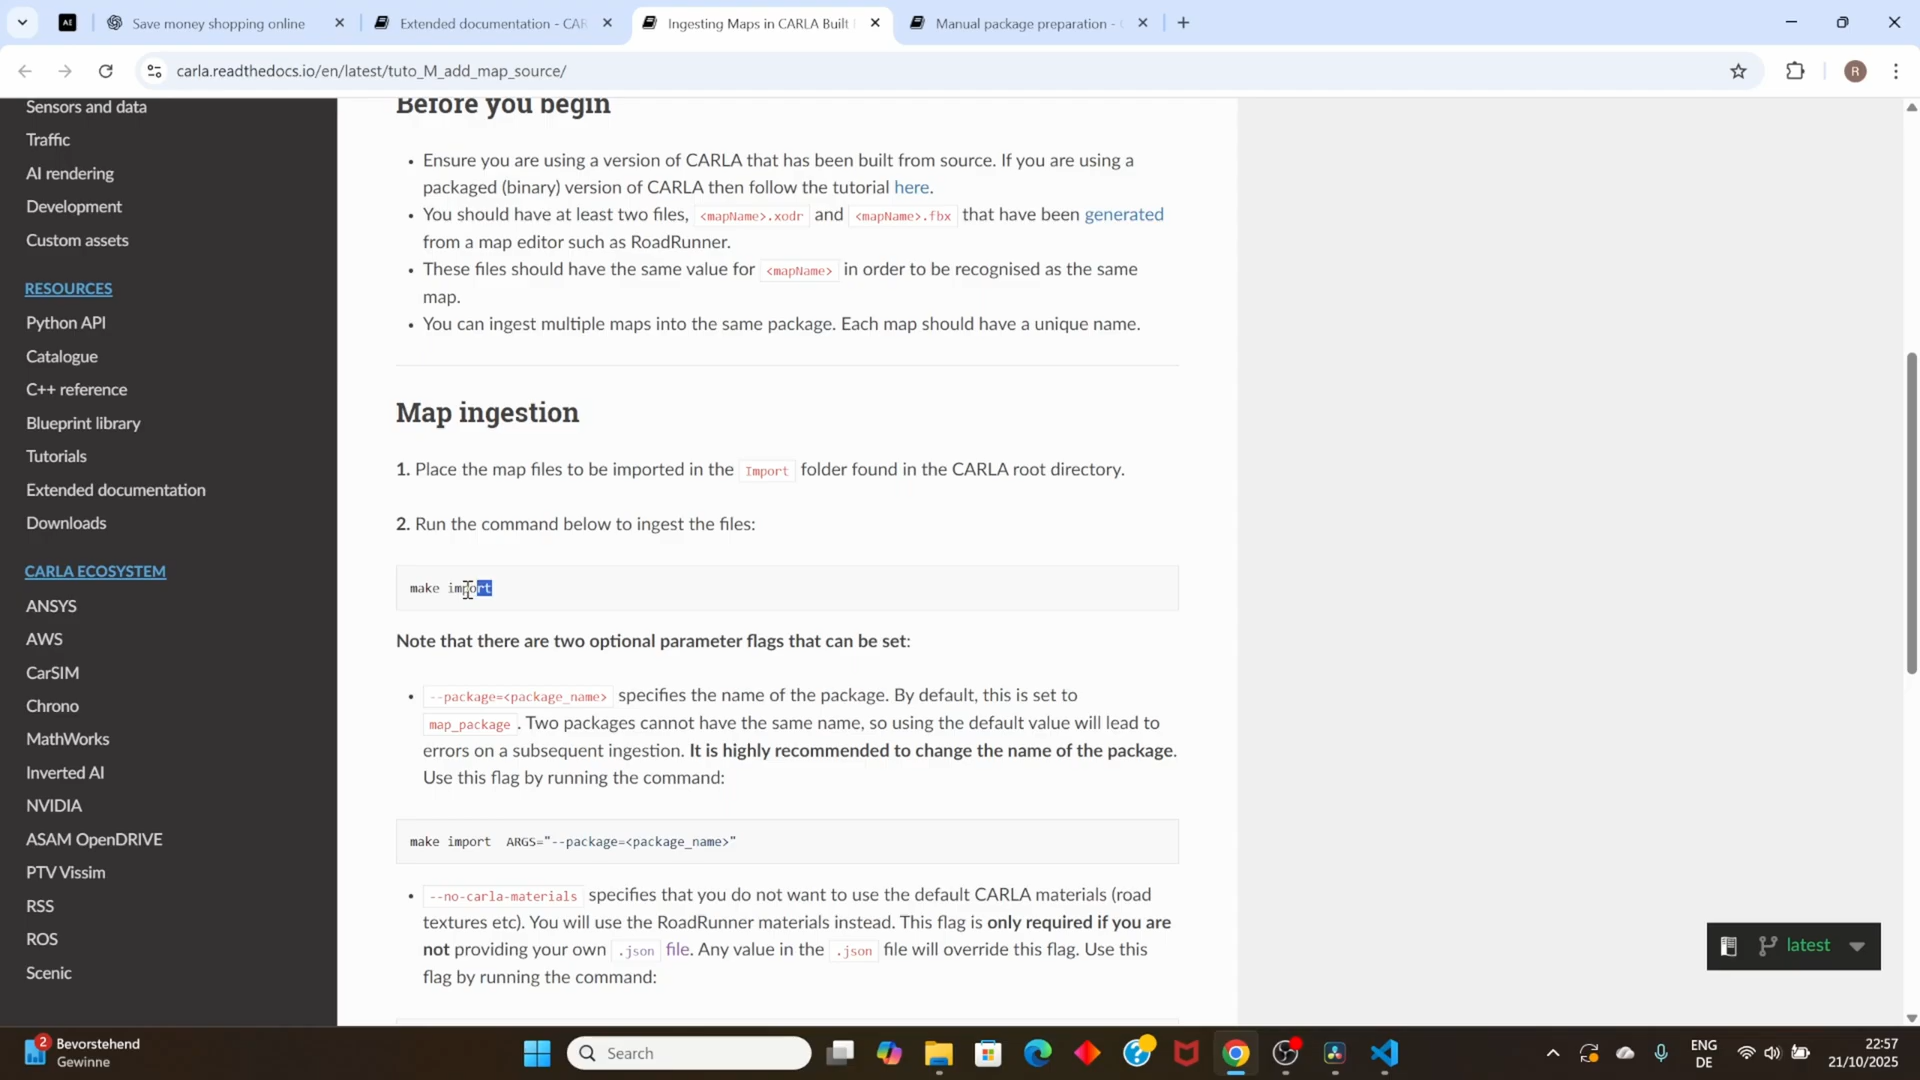 Save money shopping online
Extended documentation - CAR
Ingesting Maps in CARLA Built
Manual package preparation -
carla.readthedocs.io/en/latest/tuto_M_add_map_source/
R
Sensors and data
Traffic
AI rendering
Development
Custom assets
RESOURCES
Python API
Catalogue
C++ reference
Blueprint library
Tutorials
Extended documentation
Downloads
CARLA ECOSYSTEM
ANSYS
AWS
CarSIM
Chrono
MathWorks
Inverted AI
NVIDIA
ASAM OpenDRIVE
PTV Vissim
RSS
ROS
Scenic
Before you begin
• Ensure you are using a version of CARLA that has been built from source. If you are using a
packaged (binary) version of CARLA then follow the tutorial here.
• You should have at least two files, <mapName>.xodr and <mapName>.fbx that have been generated
from a map editor such as RoadRunner.
• These files should have the same value for <mapName> in order to be recognised as the same
map.
• You can ingest multiple maps into the same package. Each map should have a unique name.
Map ingestion
1. Place the map files to be imported in the Import folder found in the CARLA root directory.
2. Run the command below to ingest the files:
make import
Note that there are two optional parameter flags that can be set:
• --package=<package_name> specifies the name of the package. By default, this is set to
map_package. Two packages cannot have the same name, so using the default value will lead to
errors on a subsequent ingestion. It is highly recommended to change the name of the package.
Use this flag by running the command:
make import  ARGS="--package=<package_name>"
• --no-carla-materials specifies that you do not want to use the default CARLA materials (road
textures etc). You will use the RoadRunner materials instead. This flag is only required if you are
not providing your own .json file. Any value in the .json file will override this flag. Use this
flag by running the command:
latest
2
Bevorstehend
Gewinne
Search
ENG
DE
22:57
21/10/2025